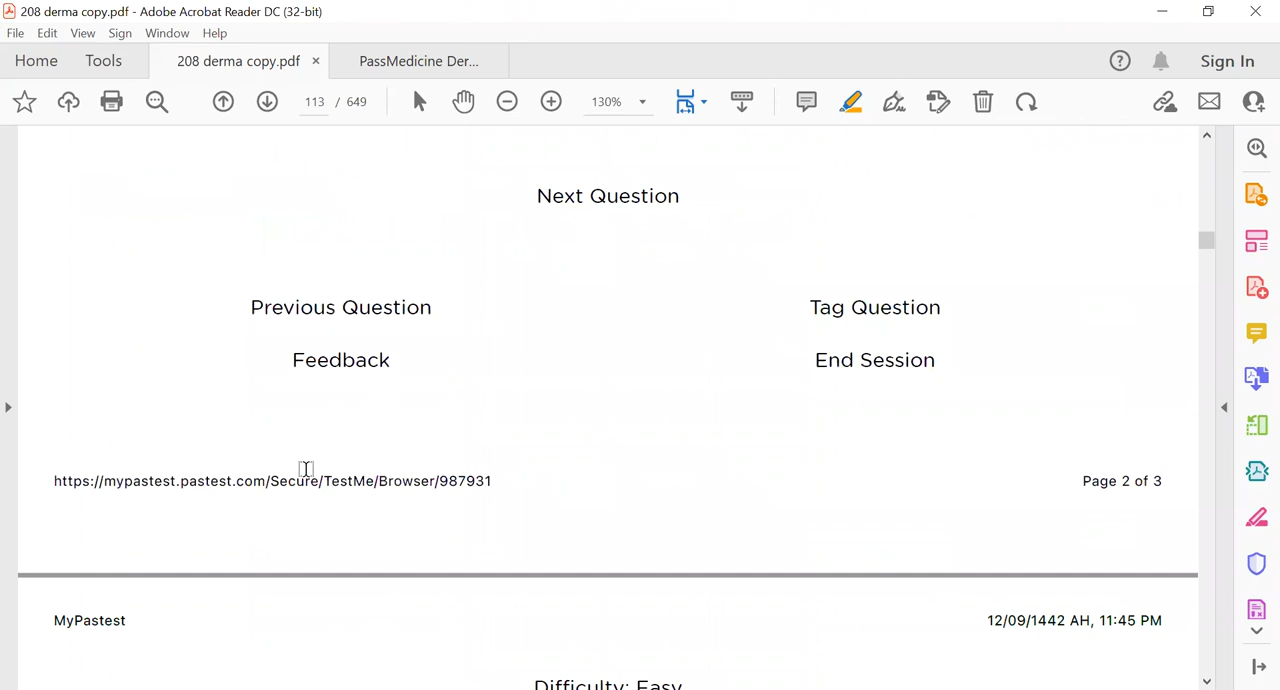 208 derma copy.pdf - Adobe Acrobat Reader DC (32-bit)
File Edit View Sign Window Help
Home Tools 208 derma copy.pdf × PassMedicine Der... Sign In
113 / 649 130%
Next Question
Previous Question Tag Question
Feedback End Session
https://mypastest.pastest.com/Secure/TestMe/Browser/987931 Page 2 of 3
MyPastest 12/09/1442 AH, 11:45 PM
Difficulty: Easy